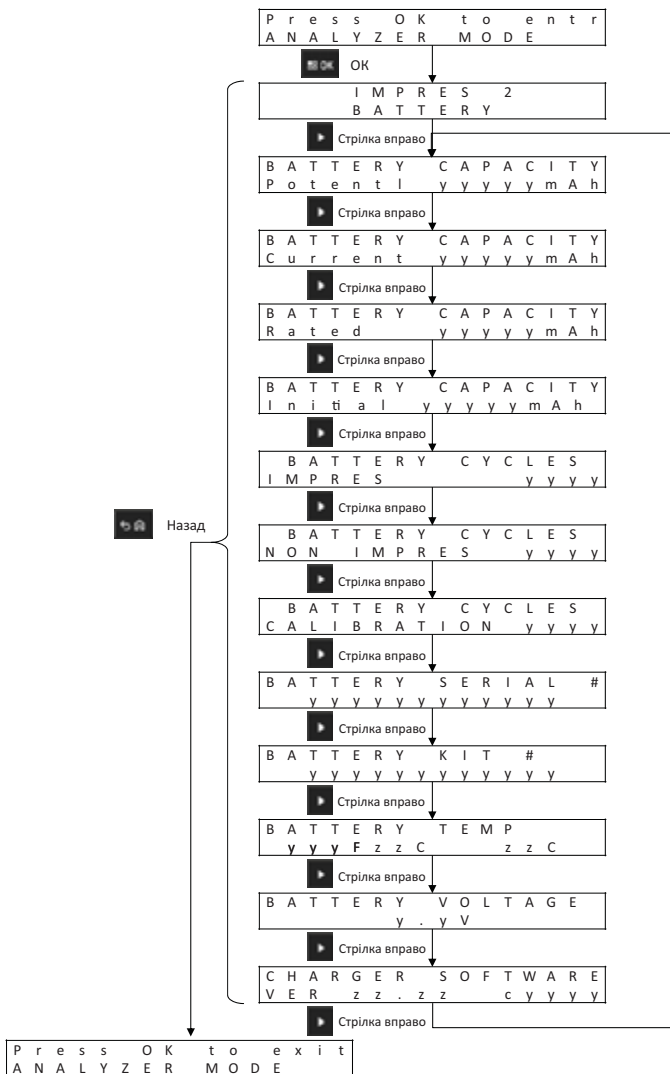 Press OK to entr
ANALYZER MODE
OK ОК
IMPRES 2
BATTERY
Стрілка вправо
BATTERY CAPACITY
Potentl yyyyymAh
Стрілка вправо
BATTERY CAPACITY
Current yyyyymAh
Стрілка вправо
BATTERY CAPACITY
Rated yyyyymAh
Стрілка вправо
BATTERY CAPACITY
Initial yyyyymAh
Стрілка вправо
BATTERY CYCLES
IMPRES yyyy
Стрілка вправо
Назад
BATTERY CYCLES
NON IMPRES yyyy
Стрілка вправо
BATTERY CYCLES
CALIBRATION yyyy
Стрілка вправо
BATTERY SERIAL #
yyyyyyyyyyyy
Стрілка вправо
BATTERY KIT #
yyyyyyyyyyyy
Стрілка вправо
BATTERY TEMP
yyyFzzC zzC
Стрілка вправо
BATTERY VOLTAGE
y.yV
Стрілка вправо
CHARGER SOFTWARE
VER zz.zz cyyyy
Стрілка вправо
Press OK to exit
ANALYZER MODE